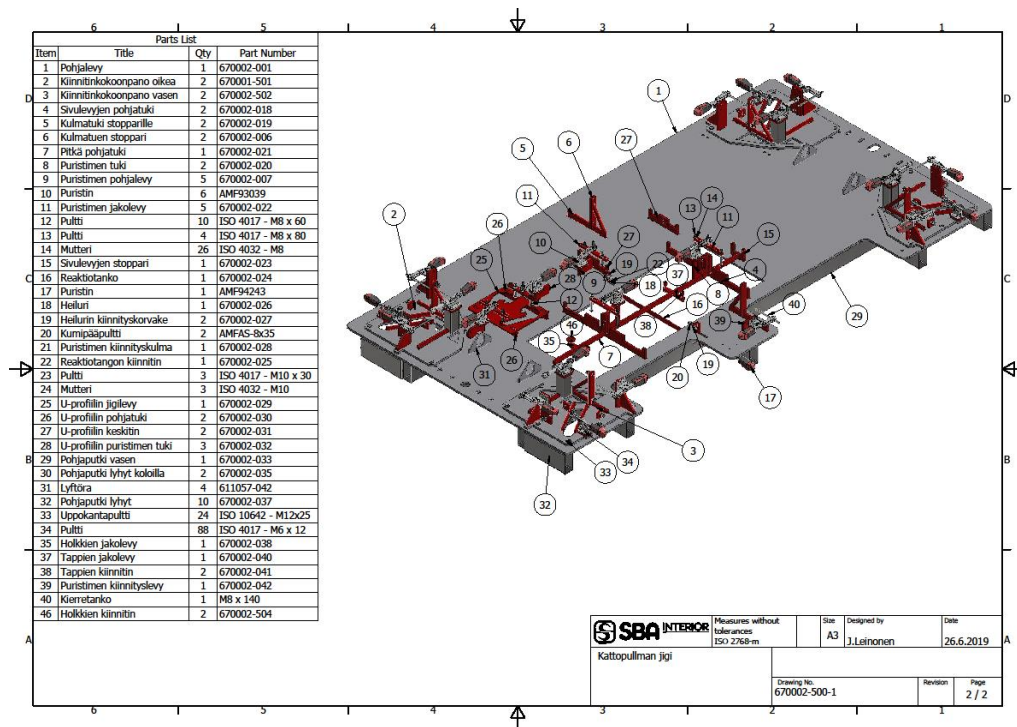 6 5 4 3 2 1
Parts List
Item Title Qty Part Number
1 Pohjalevy 1 670002-001
2 Kiinnitinkokoonpano oikea 2 670001-501
3 Kiinnitinkokoonpano vasen 2 670002-502
4 Sivulevyjen pohjatuki 2 670002-018
5 Kulmatuki stopparille 2 670002-019
6 Kulmatuen stoppari 2 670002-006
7 Pitkä pohjatuki 1 670002-021
8 Puristimen tuki 2 670002-020
9 Puristimen pohjalevy 5 670002-007
10 Puristin 6 AMF93039
11 Puristimen jakolevy 5 670002-022
12 Pultti 10 ISO 4017 - M8 x 60
13 Pultti 4 ISO 4017 - M8 x 80
14 Mutteri 26 ISO 4032 - M8
15 Sivulevyjen stoppari 1 670002-023
16 Reaktiotanko 1 670002-024
17 Puristin 1 AMF94243
18 Heiluri 1 670002-026
19 Heilurin kiinnityskorvake 2 670002-027
20 Kumipääpultti 2 AMFAS-8x35
21 Puristimen kiinnityskulma 1 670002-028
22 Reaktiotangon kiinnitin 1 670002-025
23 Pultti 3 ISO 4017 - M10 x 30
24 Mutteri 3 ISO 4032 - M10
25 U-profiilin jigilevy 1 670002-029
26 U-profiilin pohjatuki 2 670002-030
27 U-profiilin keskitin 2 670002-031
28 U-profiilin puristimen tuki 3 670002-032
29 Pohjaputki vasen 1 670002-033
30 Pohjaputki lyhyt koloilla 2 670002-035
31 Lyftöra 4 611057-042
32 Pohjaputki lyhyt 10 670002-037
33 Uppokantapultti 24 ISO 10642 - M12x25
34 Pultti 88 ISO 4017 - M6 x 12
35 Holkkien jakolevy 1 670002-038
37 Tappien jakolevy 1 670002-040
38 Tappien kiinnitin 2 670002-041
39 Puristimen kiinnityslevy 1 670002-042
40 Kierretanko 1 M8 x 140
46 Holkkien kiinnitin 2 670002-504
D D
C C
B B
A A
1
27
5 6
11 13 14 11
2 26 15
10 27
25 19 22 37 4
28 9 18 8
12 16 40
46 38 39 29
35
26 7
31 20 19
17
3
34
33
32
SBA INTERIOR
Measures without
tolerances
ISO 2768-m
Size
A3
Designed by
J.Leinonen
Date
26.6.2019
Kattopullman jigi
Drawing No.
670002-500-1
Revision
Page
2 / 2
6 5 4 3 2 1